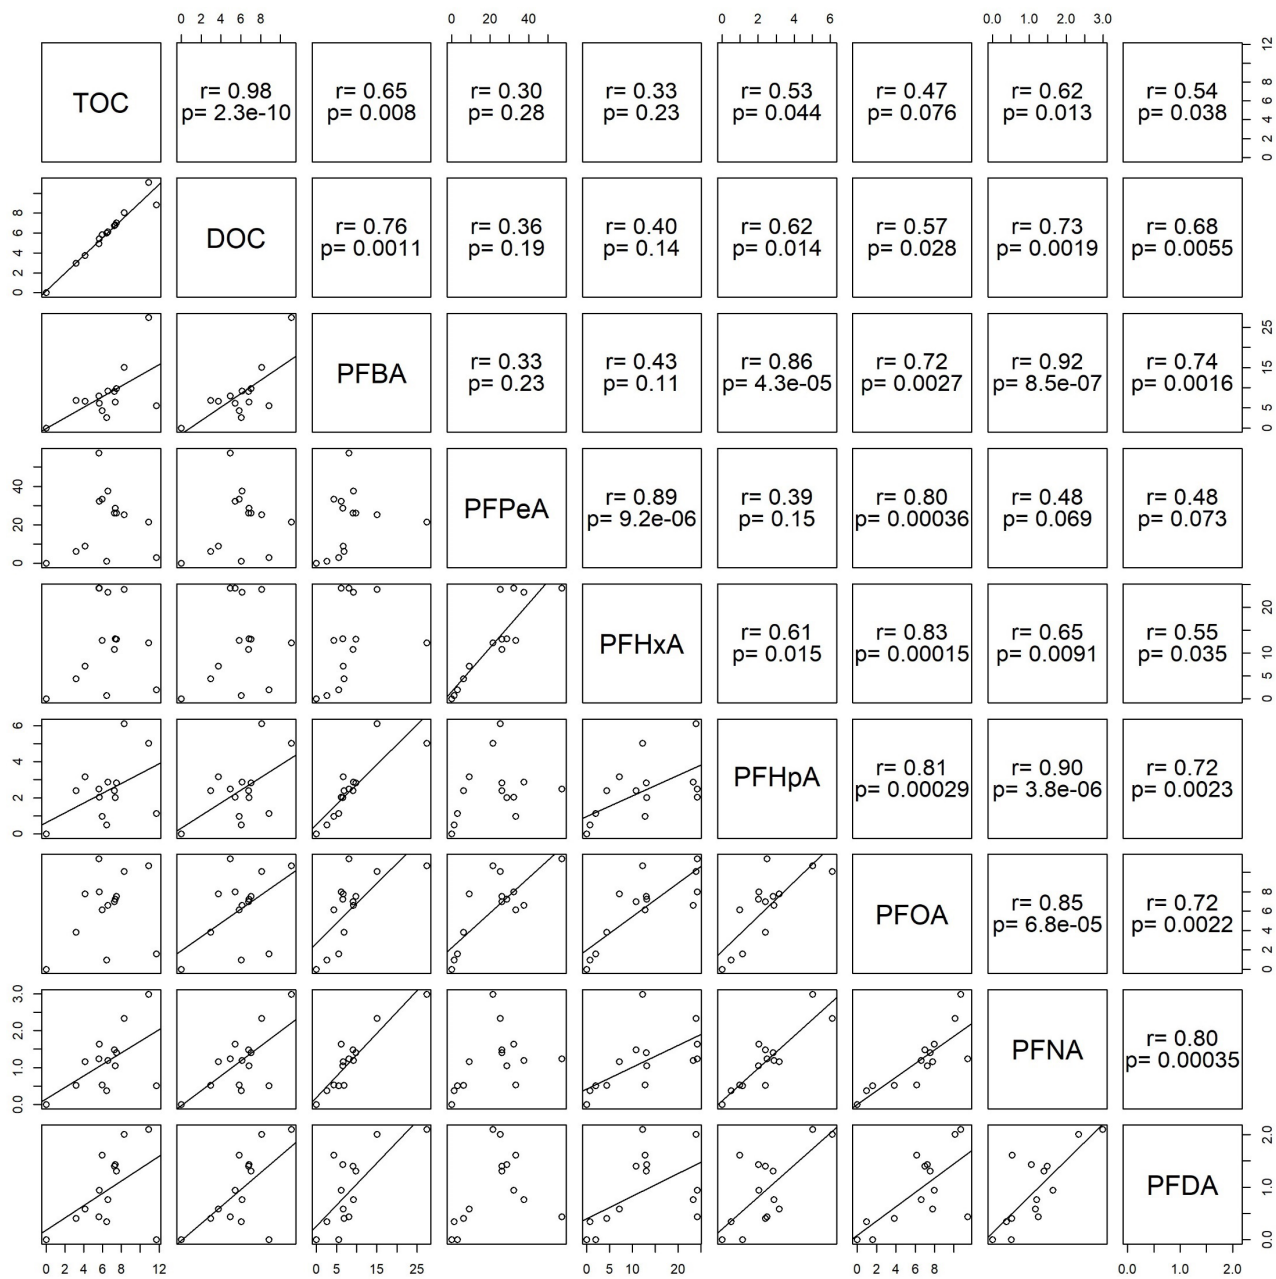 0 2 4 6 8
0 20 40
0 2 4 6
0.0 1.0 2.0 3.0
TOC
r= 0.98
p= 2.3e-10
r= 0.65
p= 0.008
r= 0.30
p= 0.28
r= 0.33
p= 0.23
r= 0.53
p= 0.044
r= 0.47
p= 0.076
r= 0.62
p= 0.013
r= 0.54
p= 0.038
0 2 4 6 8 12
0 2 4 6 8
DOC
r= 0.76
p= 0.0011
r= 0.36
p= 0.19
r= 0.40
p= 0.14
r= 0.62
p= 0.014
r= 0.57
p= 0.028
r= 0.73
p= 0.0019
r= 0.68
p= 0.0055
PFBA
r= 0.33
p= 0.23
r= 0.43
p= 0.11
r= 0.86
p= 4.3e-05
r= 0.72
p= 0.0027
r= 0.92
p= 8.5e-07
r= 0.74
p= 0.0016
0 5 15 25
0 20 40
PFPeA
r= 0.89
p= 9.2e-06
r= 0.39
p= 0.15
r= 0.80
p= 0.00036
r= 0.48
p= 0.069
r= 0.48
p= 0.073
PFHxA
r= 0.61
p= 0.015
r= 0.83
p= 0.00015
r= 0.65
p= 0.0091
r= 0.55
p= 0.035
0 5 10 20
0 2 4 6
PFHpA
r= 0.81
p= 0.00029
r= 0.90
p= 3.8e-06
r= 0.72
p= 0.0023
PFOA
r= 0.85
p= 6.8e-05
r= 0.72
p= 0.0022
0 2 4 6 8
0.0 1.0 2.0 3.0
PFNA
r= 0.80
p= 0.00035
PFDA
0.0 1.0 2.0
0 2 4 6 8 12
0 5 15 25
0 5 10 20
0 2 4 6 8
0.0 1.0 2.0